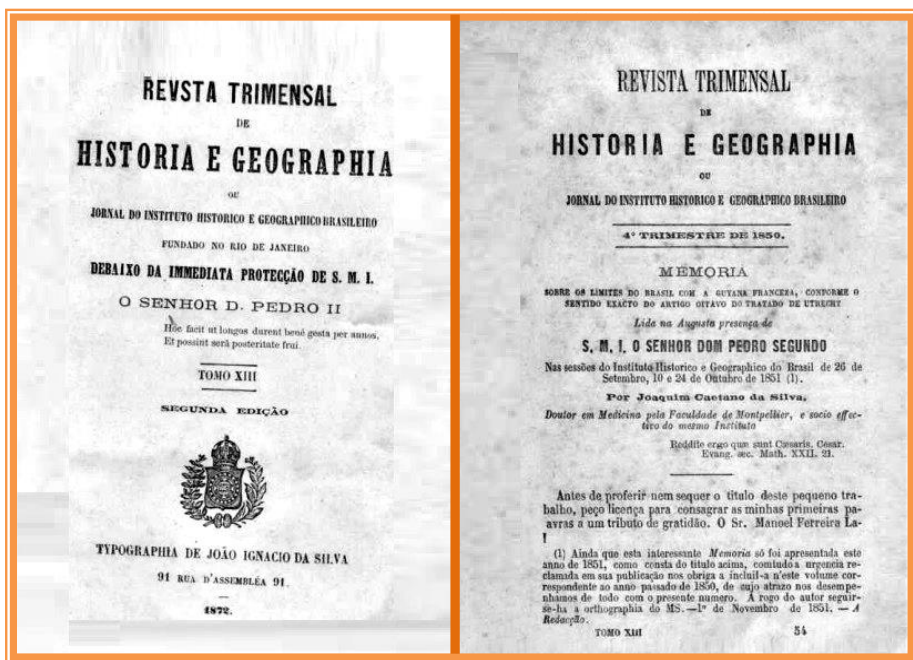 REVSTA TRIMENSAL
DE
HISTORIA E GEOGRAPHIA
OU
JORNAL DO INSTITUTO HISTORICO E GEOGRAPHICO BRASILEIRO
FUNDADO NO RIO DE JANEIRO
DEBAIXO DA IMMEDIATA PROTECÇÃO DE S. M. I.
O SENHOR D. PEDRO II
Hoc facit ut longos durent bené gesta per annos.
Et possint serâ posteritate frui.
TOMO XIII
SEGUNDA EDIÇÃO
TYPOGRAPHIA DE JOÃO IGNACIO DA SILVA
91 RUA D'ASSEMBLÉA 91.
1872.
REVISTA TRIMENSAL
DE
HISTORIA E GEOGRAPHIA
OU
JORNAL DO INSTITUTO HISTORICO E GEOGRAPHICO BRASILEIRO
4º TRIMESTRE DE 1850.
MEMORIA
SOBRE OS LIMITES DO BRASIL COM A GUYANA FRANCEZA, CONFORME O
SENTIDO EXACTO DO ARTIGO OITAVO DO TRATADO DE UTRECHT
Lida na Augusta presença de
S. M. I. O SENHOR DOM PEDRO SEGUNDO
Nas sessões do Instituto Historico e Geographico do Brasil de 26 de
Setembro, 10 e 24 de Outubro de 1851 (1).
Por Joaquim Caetano da Silva,
Doutor em Medicina pela Faculdade de Montpellier, e socio effec-
tivo do mesmo Instituto
Reddite ergo quæ sunt Cæsaris, Cesar.
Evang. sec. Math. XXII. 21.
Antes de proferir nem sequer o titulo deste pequeno tra-
balho, peço licença para consagrar as minhas primeiras pa-
avras a um tributo de gratidão. O Sr. Manoel Ferreira La-
(1) Ainda que esta interessante Memoria só foi apresentada este
anno de 1851, como consta do titulo acima, comtudo a urgencia re-
clamada em sua publicação nos obriga a incluil-a n'este volume cor-
respondente ao anno passado de 1850, de cujo atrazo nos desempe-
nhamos de todo com o presente numero. A rogo do autor seguir-
se-ha a orthographia do MS. —1º de Novembro de 1851. — A
Redacção.
TOMO XIII 54